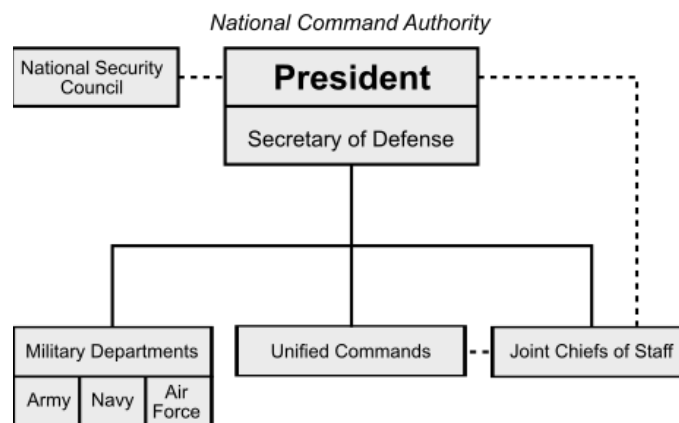 National Command Authority
National Security
Council
President
Secretary of Defense
Military Departments
Unified Commands
Joint Chiefs of Staff
Army
Navy
Air
Force